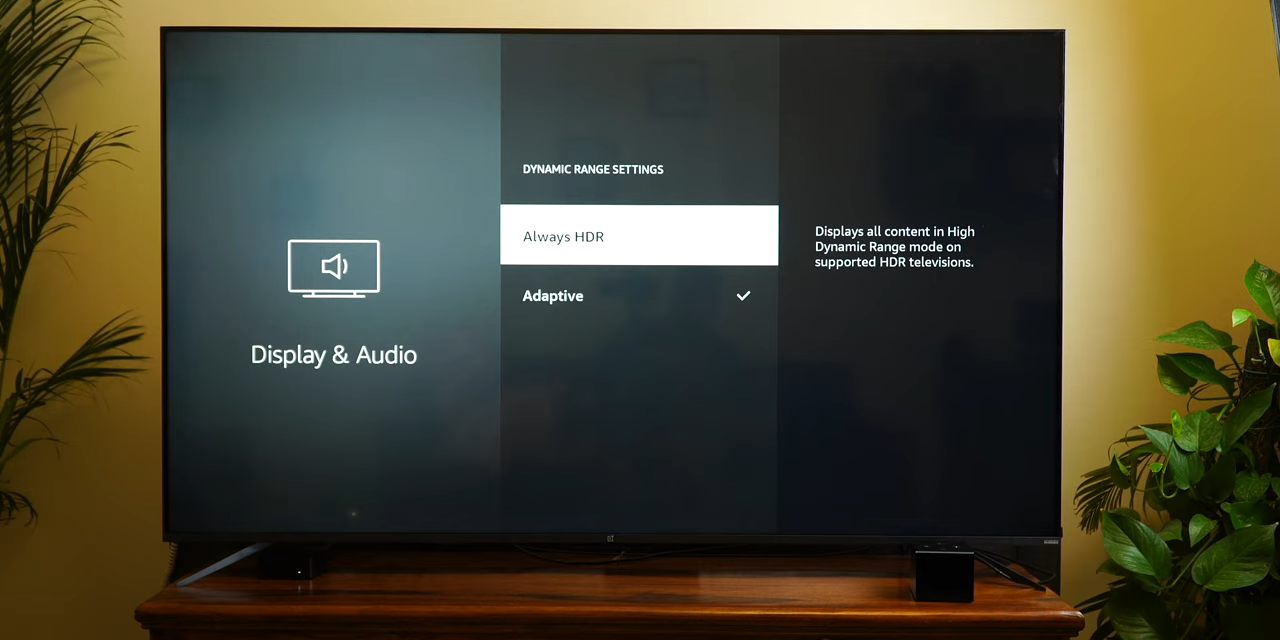 DYNAMIC RANGE SETTINGS
Always HDR
Adaptive
Displays all content in High
Dynamic Range mode on
supported HDR televisions.
Display & Audio